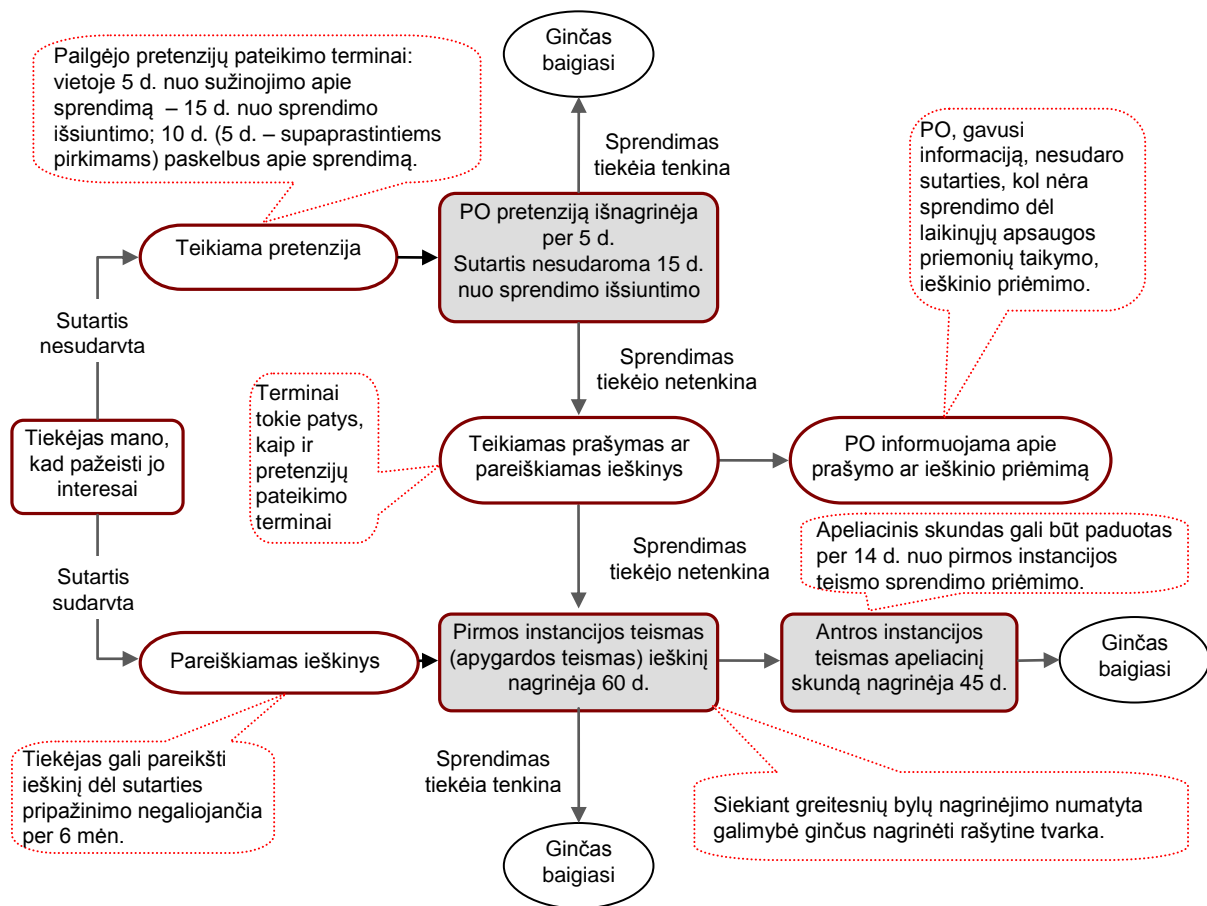 Ginčas
baigiasi
Pailgėjo pretenzijų pateikimo terminai:
vietoje 5 d. nuo sužinojimo apie
sprendimą – 15 d. nuo sprendimo
išsiuntimo; 10 d. (5 d. – supaprastintiems
pirkimams) paskelbus apie sprendimą.
Sprendimas
tiekėja tenkina
PO, gavusi
informaciją, nesudaro
sutarties, kol nėra
sprendimo dėl
laikinųjų apsaugos
priemonių taikymo,
ieškinio priėmimo.
Teikiama pretenzija
PO pretenziją išnagrinėja
per 5 d.
Sutartis nesudaroma 15 d.
nuo sprendimo išsiuntimo
Sutartis
nesudaryta
Sprendimas
tiekėjo netenkina
Terminai
tokie patys,
kaip ir
pretenzijų
pateikimo
terminai
Tiekėjas mano,
kad pažeisti jo
interesai
Teikiamas prašymas ar
pareiškiamas ieškinys
PO informuojama apie
prašymo ar ieškinio priėmimą
Sprendimas
tiekėjo netenkina
Apeliacinis skundas gali būt paduotas
per 14 d. nuo pirmos instancijos
teismo sprendimo priėmimo.
Sutartis
sudaryta
Pareiškiamas ieškinys
Pirmos instancijos teismas
(apygardos teismas) ieškinį
nagrinėja 60 d.
Antros instancijos
teismas apeliacinį
skundą nagrinėja 45 d.
Ginčas
baigiasi
Tiekėjas gali pareikšti
ieškinį dėl sutarties
pripažinimo negaliojančia
per 6 mėn.
Sprendimas
tiekėja tenkina
Siekiant greitesnių bylų nagrinėjimo numatyta
galimybė ginčus nagrinėti rašytine tvarka.
Ginčas
baigiasi